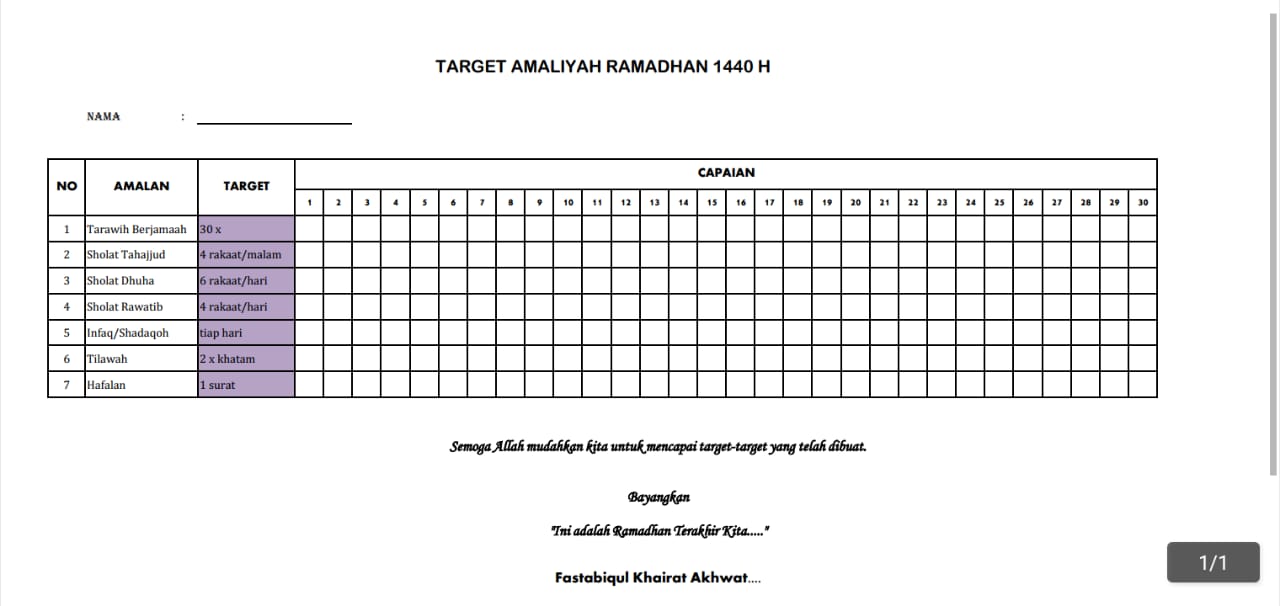 TARGET AMALIYAH RAMADHAN 1440 H
NAMA : 
NO AMALAN TARGET CAPAIAN
1 2 3 4 5 6 7 8 9 10 11 12 13 14 15 16 17 18 19 20 21 22 23 24 25 26 27 28 29 30
1 Tarawih Berjamaah 30 x
2 Sholat Tahajjud 4 rakaat/malam
3 Sholat Dhuha 6 rakaat/hari
4 Sholat Rawatib 4 rakaat/hari
5 Infaq/Shadaqoh tiap hari
6 Tilawah 2 x khatam
7 Hafalan 1 surat
Semoga Allah mudahkan kita untuk mencapai target-target yang telah dibuat.
Bayangkan
"Ini adalah Ramadhan Terakhir Kita....."
Fastabiqul Khairat Akhwat....
1/1